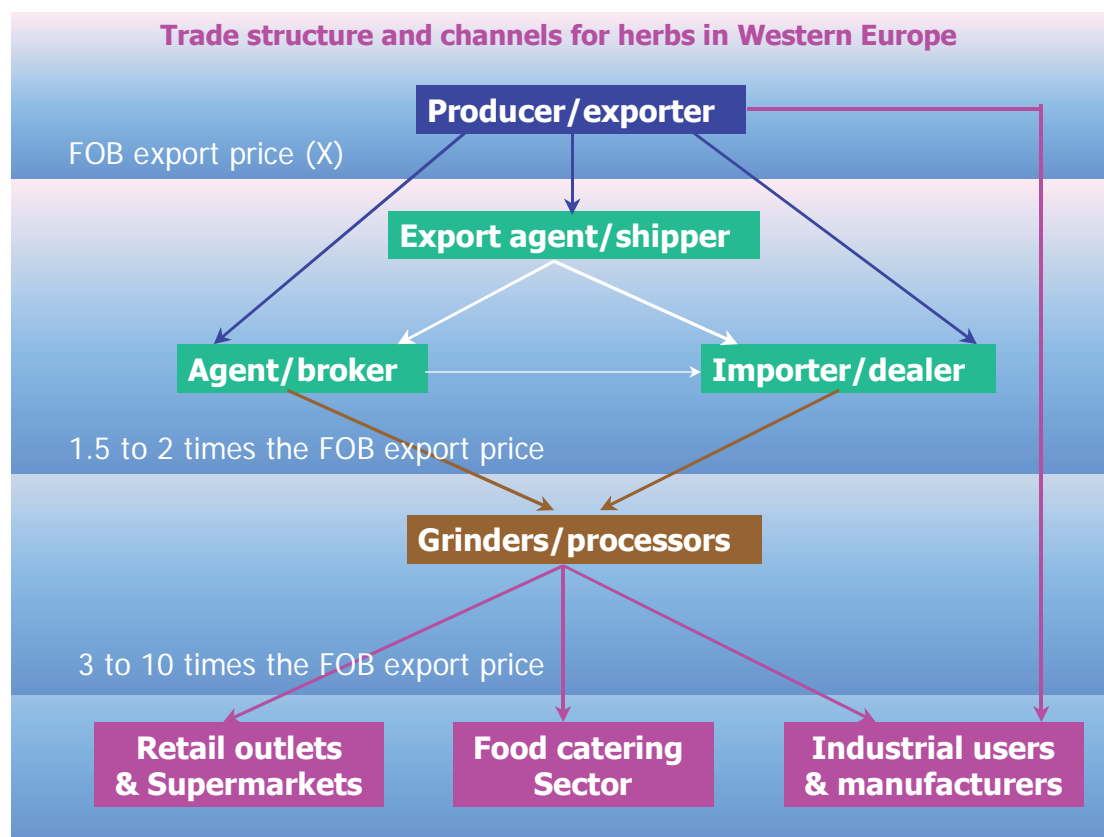 Trade structure and channels for herbs in Western Europe
Producer/exporter
FOB export price (X)
Export agent/shipper
Agent/broker
Importer/dealer
1.5 to 2 times the FOB export price
Grinders/processors
3 to 10 times the FOB export price
Retail outlets
& Supermarkets
Food catering
Sector
Industrial users
& manufacturers